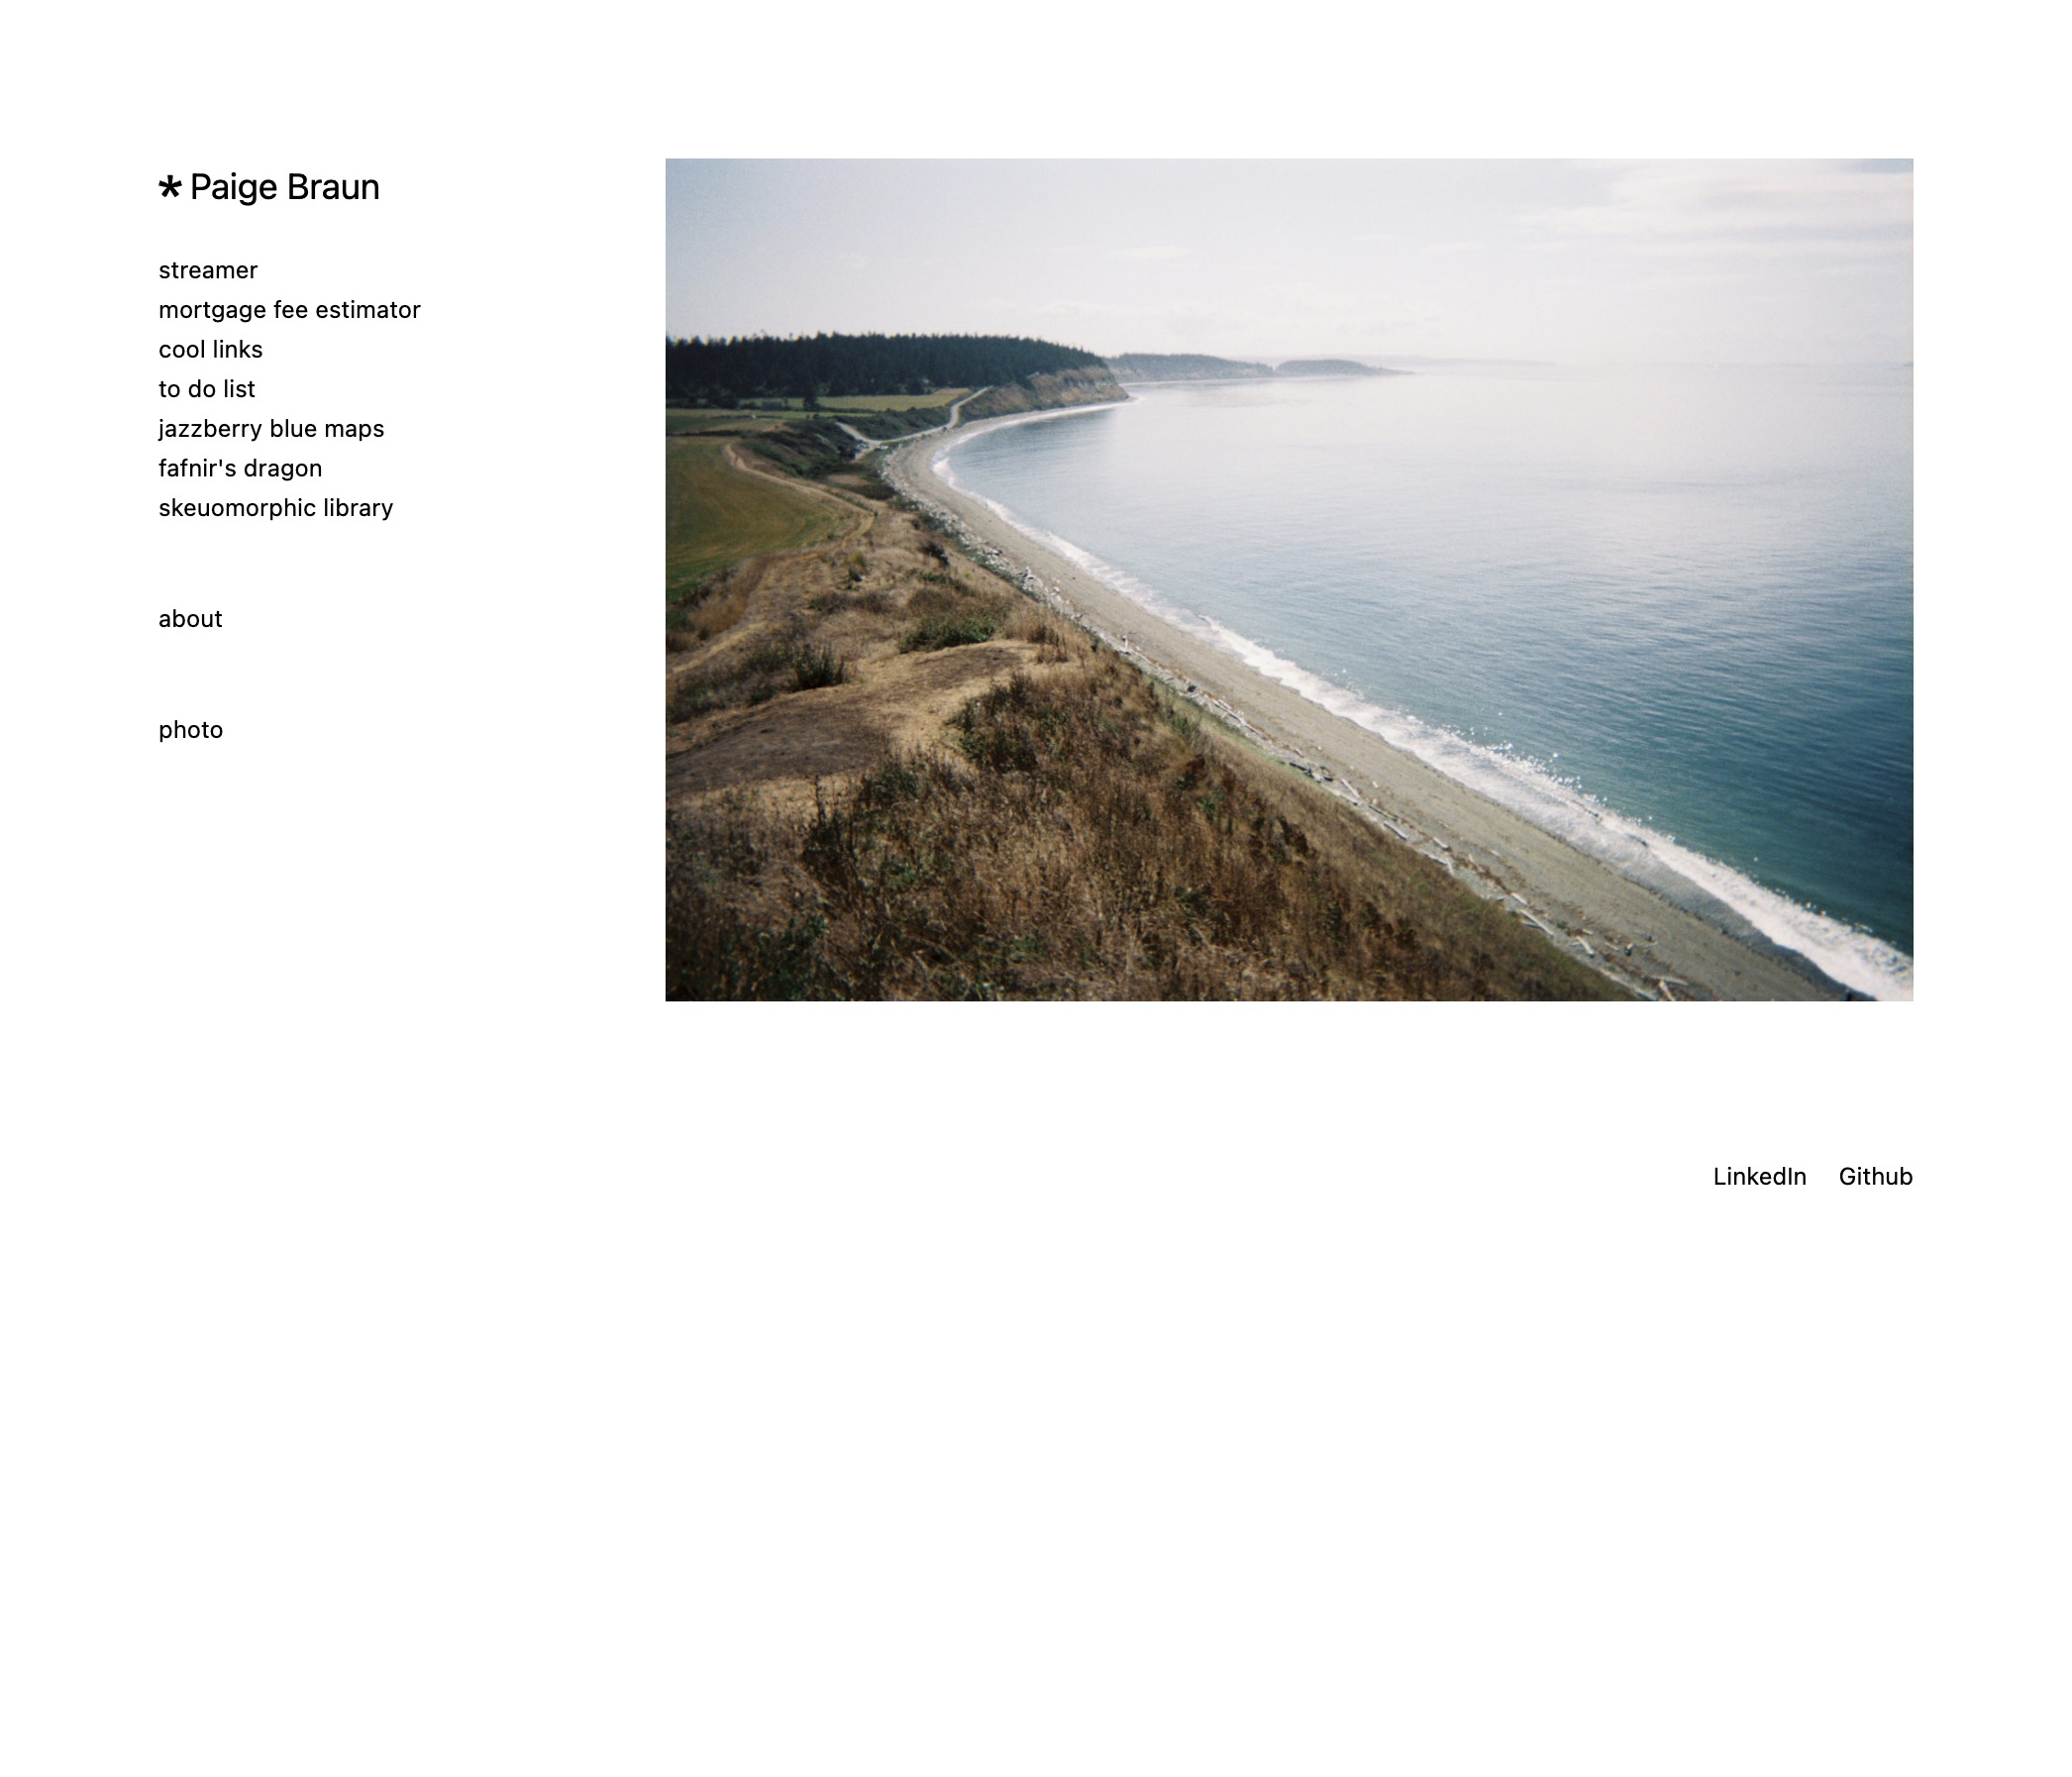 * Paige Braun
streamer
mortgage fee estimator
cool links
to do list
jazzberry blue maps
fafnir's dragon
skeuomorphic library
about
photo
LinkedIn Github